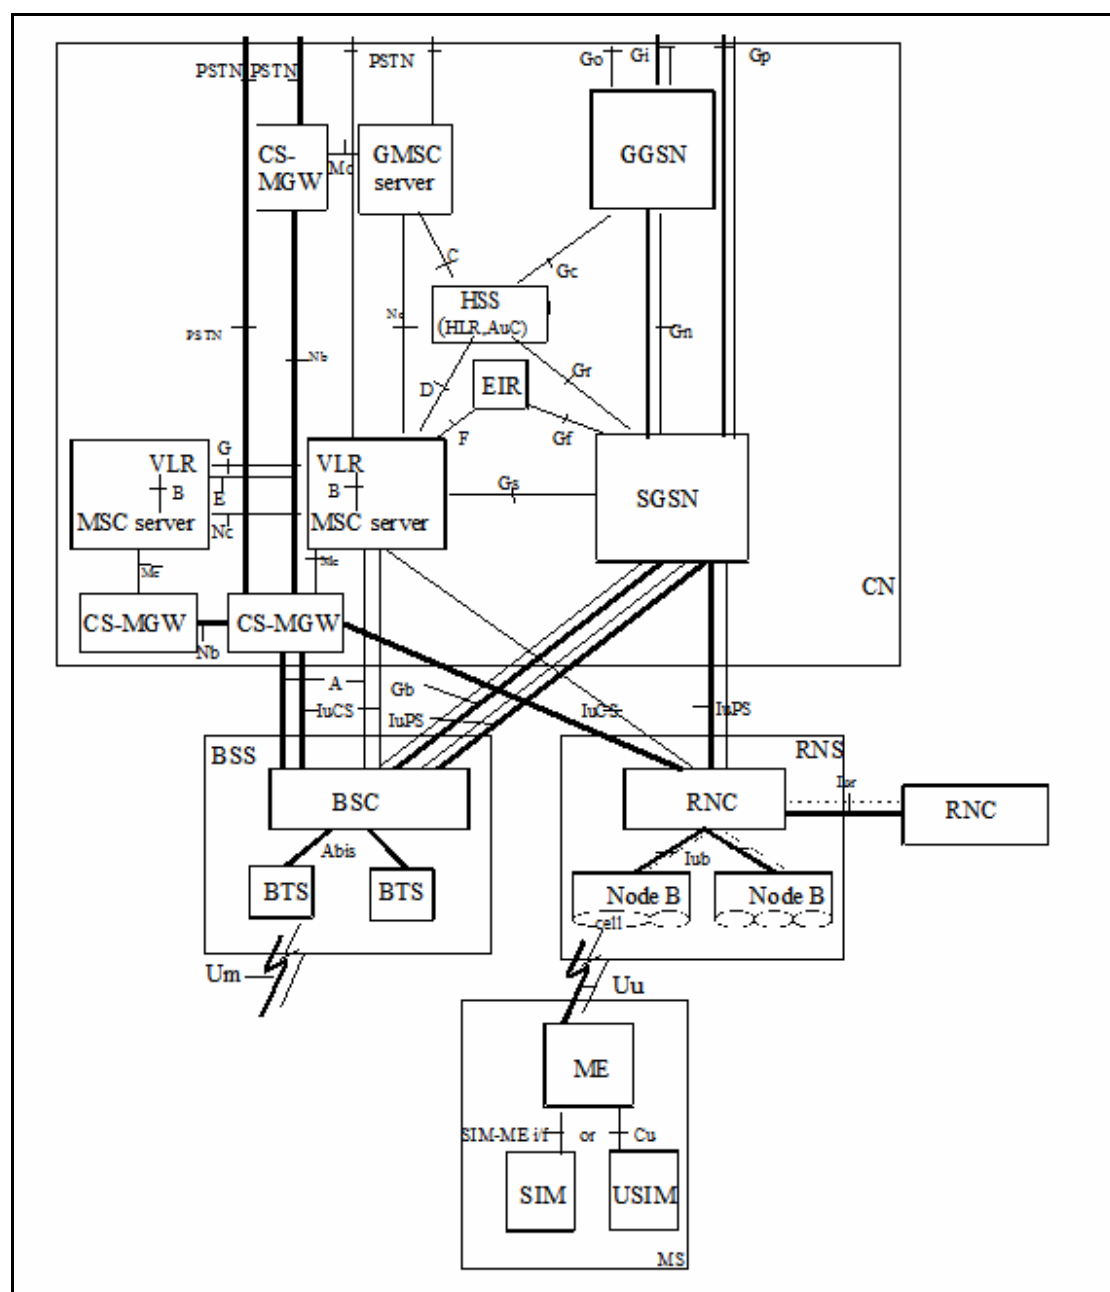 PSTN PSTN PSTN Go Gi Gp
CS-
MGW
Mc
GMSC
server
GGSN
C
Gc
HSS
(HLR,AuC)
PSTN
Nb
Nc
Gn
D
EIR
Gr
F
Gf
G
VLR
B
E
MSC server
Nc
VLR
B
MSC server
Gs
SGSN
Mc
Mc
CN
CS-MGW
Nb
CS-MGW
A
Gb
IuCS
IuPS
IuCS
IuPS
BSS
RNS
BSC
RNC
Iur
RNC
Abis
Iub
BTS
BTS
Node B
cell
Node B
Um
Uu
ME
SIM-ME i/f or Cu
SIM
USIM
MS